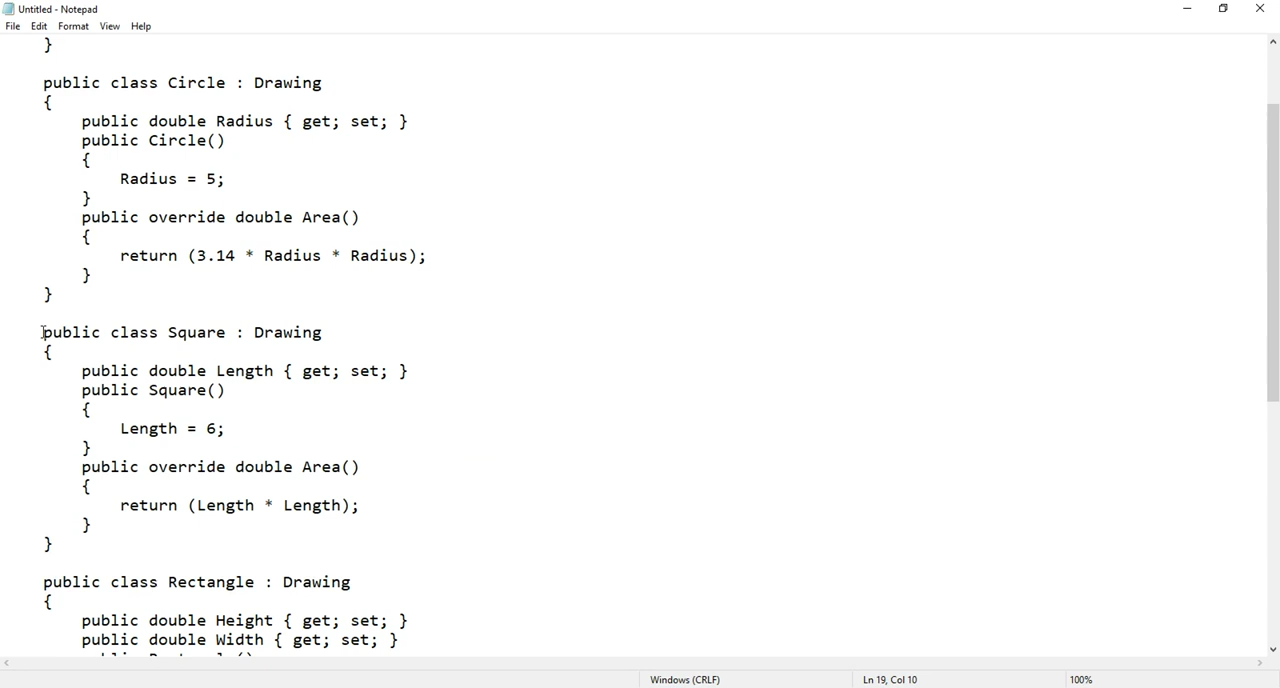 Untitled - Notepad
File Edit Format View Help
}
public class Circle : Drawing
{
public double Radius { get; set; }
public Circle()
{
Radius = 5;
}
public override double Area()
{
return (3.14 * Radius * Radius);
}
}
public class Square : Drawing
{
public double Length { get; set; }
public Square()
{
Length = 6;
}
public override double Area()
{
return (Length * Length);
}
}
public class Rectangle : Drawing
{
public double Height { get; set; }
public double Width { get; set; }
Windows (CRLF) Ln 19, Col 10 100%